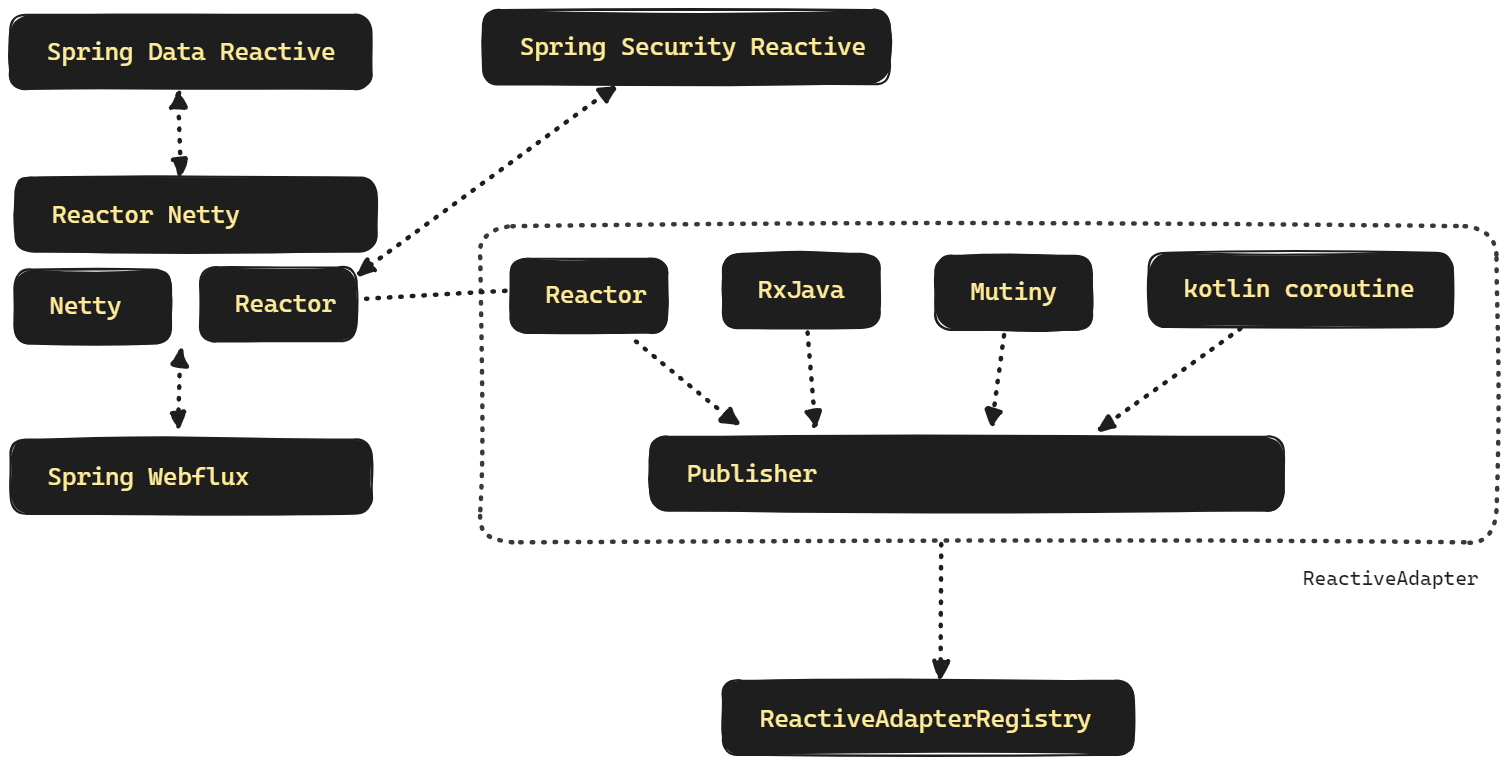 Spring Data Reactive
Spring Security Reactive
Reactor Netty
Netty
Reactor
Reactor
RxJava
Mutiny
kotlin coroutine
Spring Webflux
Publisher
ReactiveAdapter
ReactiveAdapterRegistry